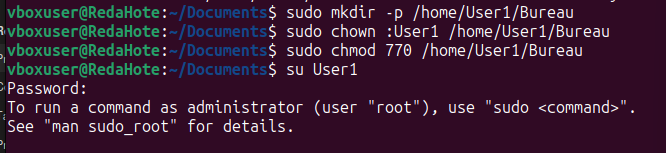 vboxuser@RedaHote:~/Documents$ sudo mkdir -p /home/User1/Bureau
vboxuser@RedaHote:~/Documents$ sudo chown :User1 /home/User1/Bureau
vboxuser@RedaHote:~/Documents$ sudo chmod 770 /home/User1/Bureau
vboxuser@RedaHote:~/Documents$ su User1
Password:
To run a command as administrator (user "root"), use "sudo <command>".
See "man sudo_root" for details.